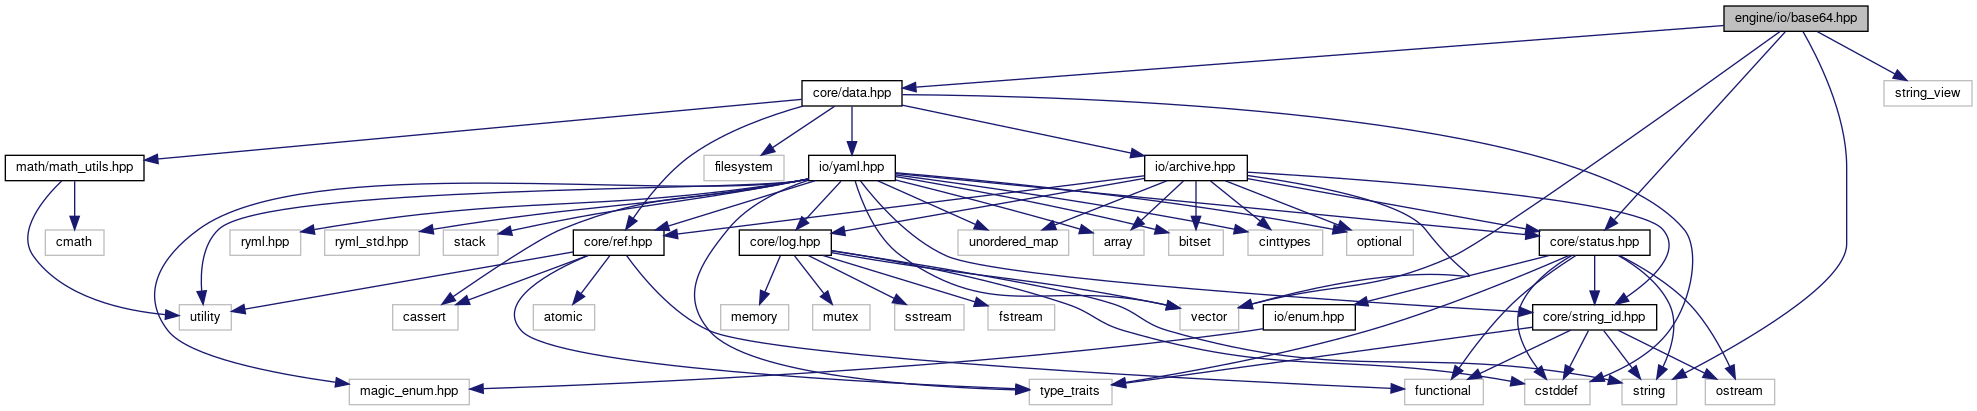 engine/io/base64.hpp
core/data.hpp
string_view
math/math_utils.hpp
filesystem
io/yaml.hpp
io/archive.hpp
cmath
ryml.hpp
ryml_std.hpp
stack
core/ref.hpp
core/log.hpp
unordered_map
array
bitset
cinttypes
optional
core/status.hpp
utility
cassert
atomic
memory
mutex
sstream
fstream
vector
io/enum.hpp
core/string_id.hpp
magic_enum.hpp
type_traits
functional
cstddef
string
ostream